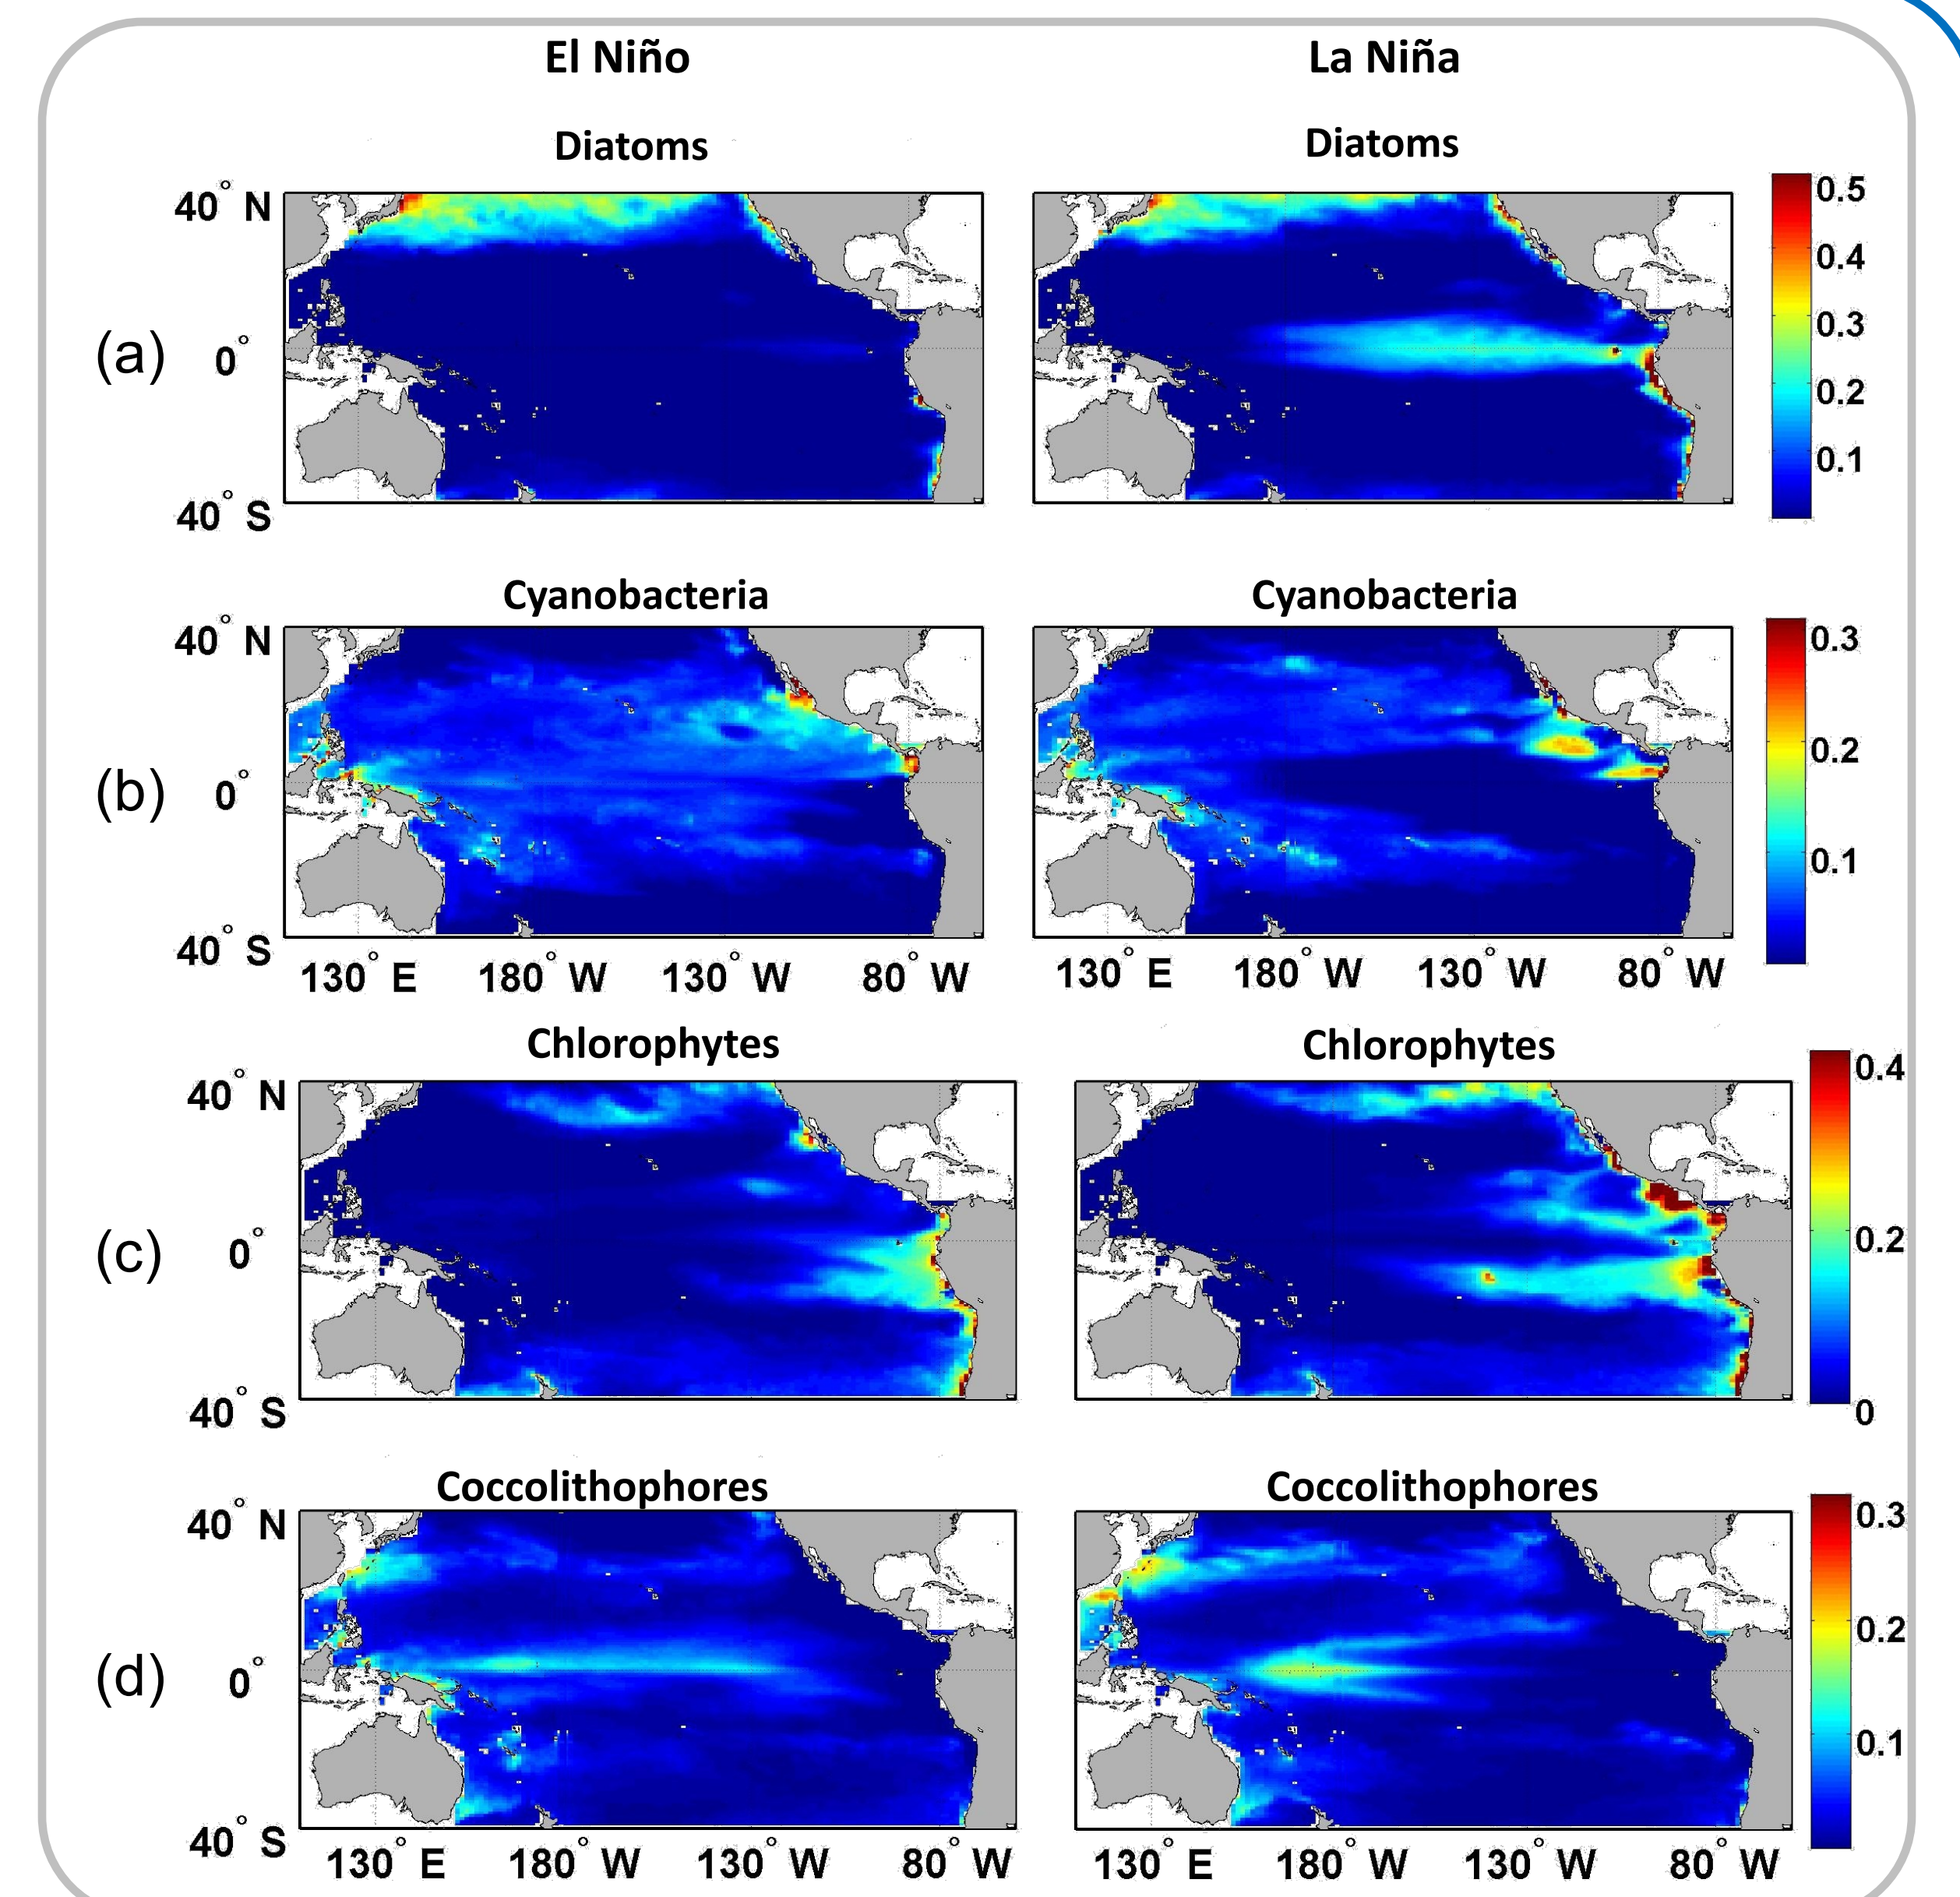 El Niño La Niña
Diatoms Diatoms
40° N
(a) 0°
40° S
0.5
0.4
0.3
0.2
0.1
Cyanobacteria Cyanobacteria
40° N
(b) 0°
40° S
0.3
0.2
0.1
130° E 180° W 130° W 80° W 130° E 180° W 130° W 80° W
Chlorophytes Chlorophytes
40° N
(c) 0°
40° S
0.4
0.2
0
Coccolithophores Coccolithophores
40° N
(d) 0°
40° S
0.3
0.2
0.1
130° E 180° W 130° W 80° W 130° E 180° W 130° W 80° W